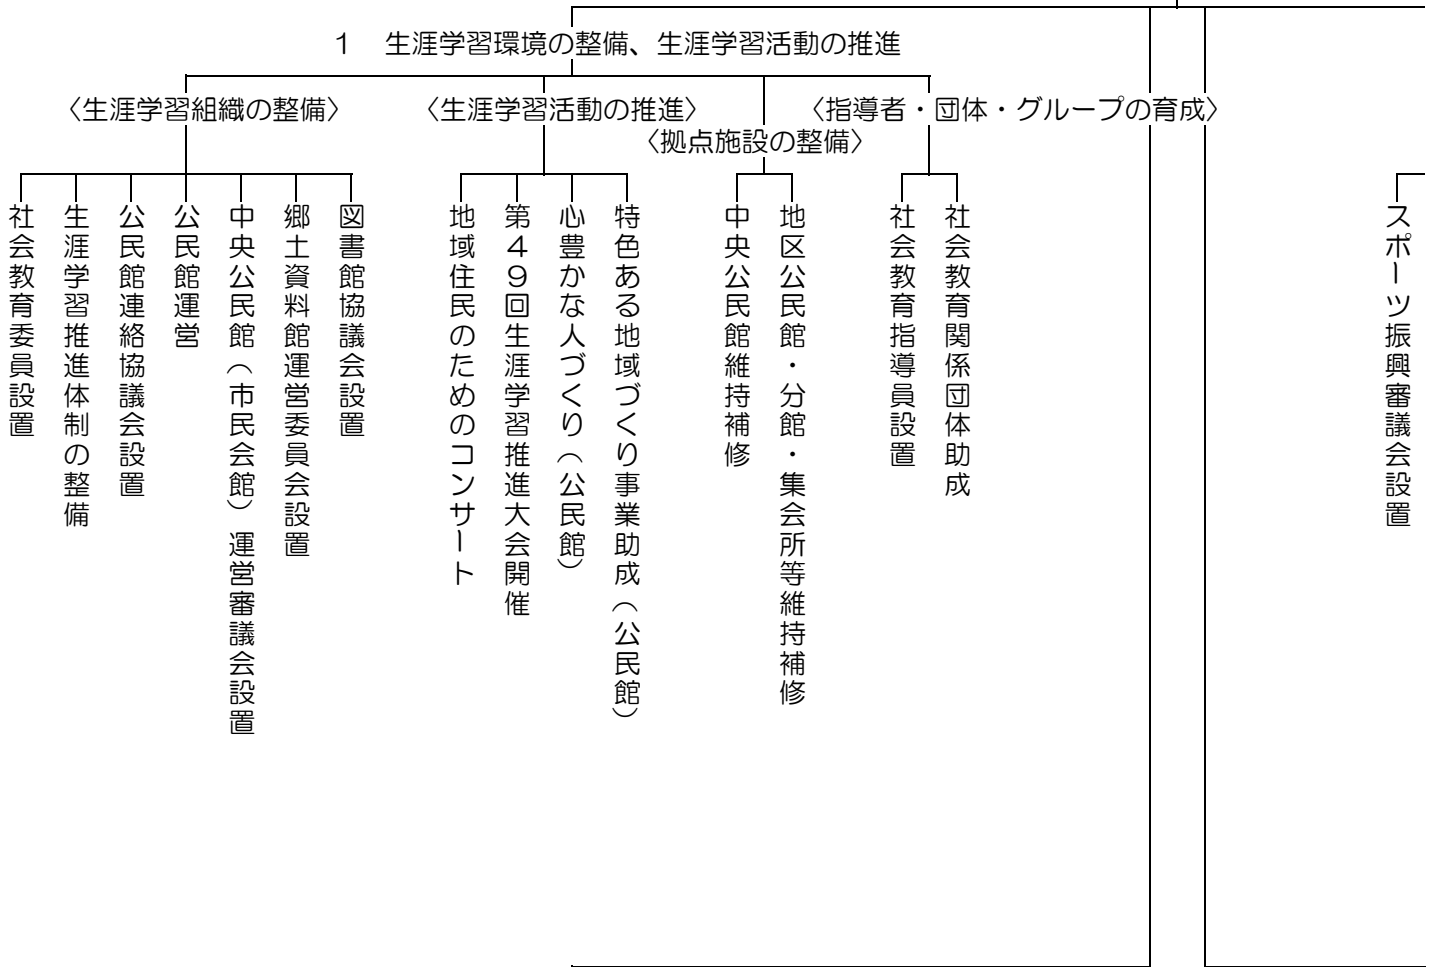 1　生涯学習環境の整備、生涯学習活動の推進
〈生涯学習組織の整備〉
〈生涯学習活動の推進〉
〈拠点施設の整備〉
〈指導者・団体・グループの育成〉
社会教育委員設置
生涯学習推進体制の整備
公民館連絡協議会設置
公民館運営
中央公民館（市民会館）運営審議会設置
郷土資料館運営委員会設置
図書館協議会設置
地域住民のためのコンサート
第４９回生涯学習推進大会開催
心豊かな人づくり（公民館）
特色ある地域づくり事業助成（公民館）
中央公民館維持補修
地区公民館・分館・集会所等維持補修
社会教育指導員設置
社会教育関係団体助成
スポーツ振興審議会設置